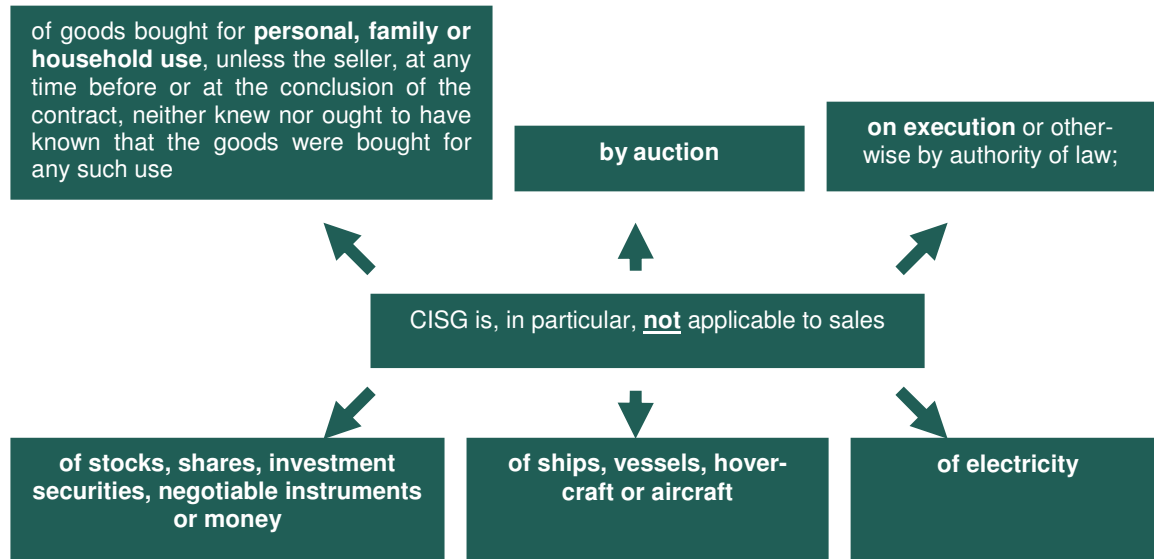 of goods bought for personal, family or
household use, unless the seller, at any
time before or at the conclusion of the
contract, neither knew nor ought to have
known that the goods were bought for
any such use
by auction
on execution or other-
wise by authority of law;
CISG is, in particular, not applicable to sales
of stocks, shares, investment
securities, negotiable instruments
or money
of ships, vessels, hover-
craft or aircraft
of electricity